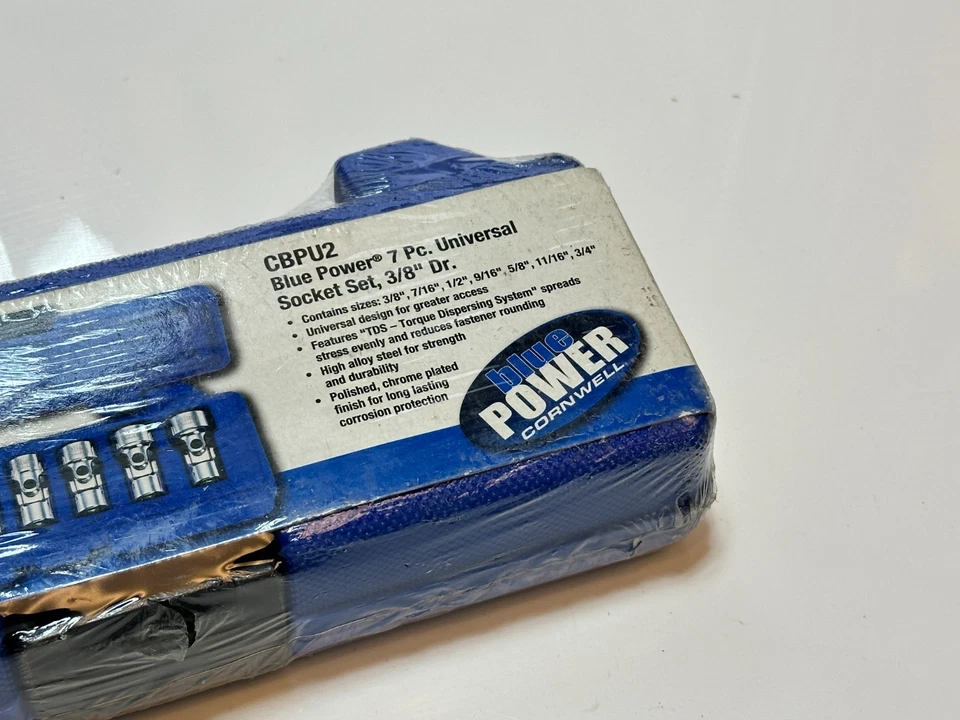 CBPU2
Blue Power® 7 Pc. Universal
Socket Set, 3/8" Dr.
• Contains sizes: 3/8", 7/16", 1/2", 9/16", 5/8", 11/16", 3/4"
• Universal design for greater access
• Features "TDS – Torque Dispersing System" spreads
stress evenly and reduces fastener rounding
• High alloy steel for strength
and durability
• Polished, chrome plated
finish for long lasting
corrosion protection
blue
POWER
CORNWELL